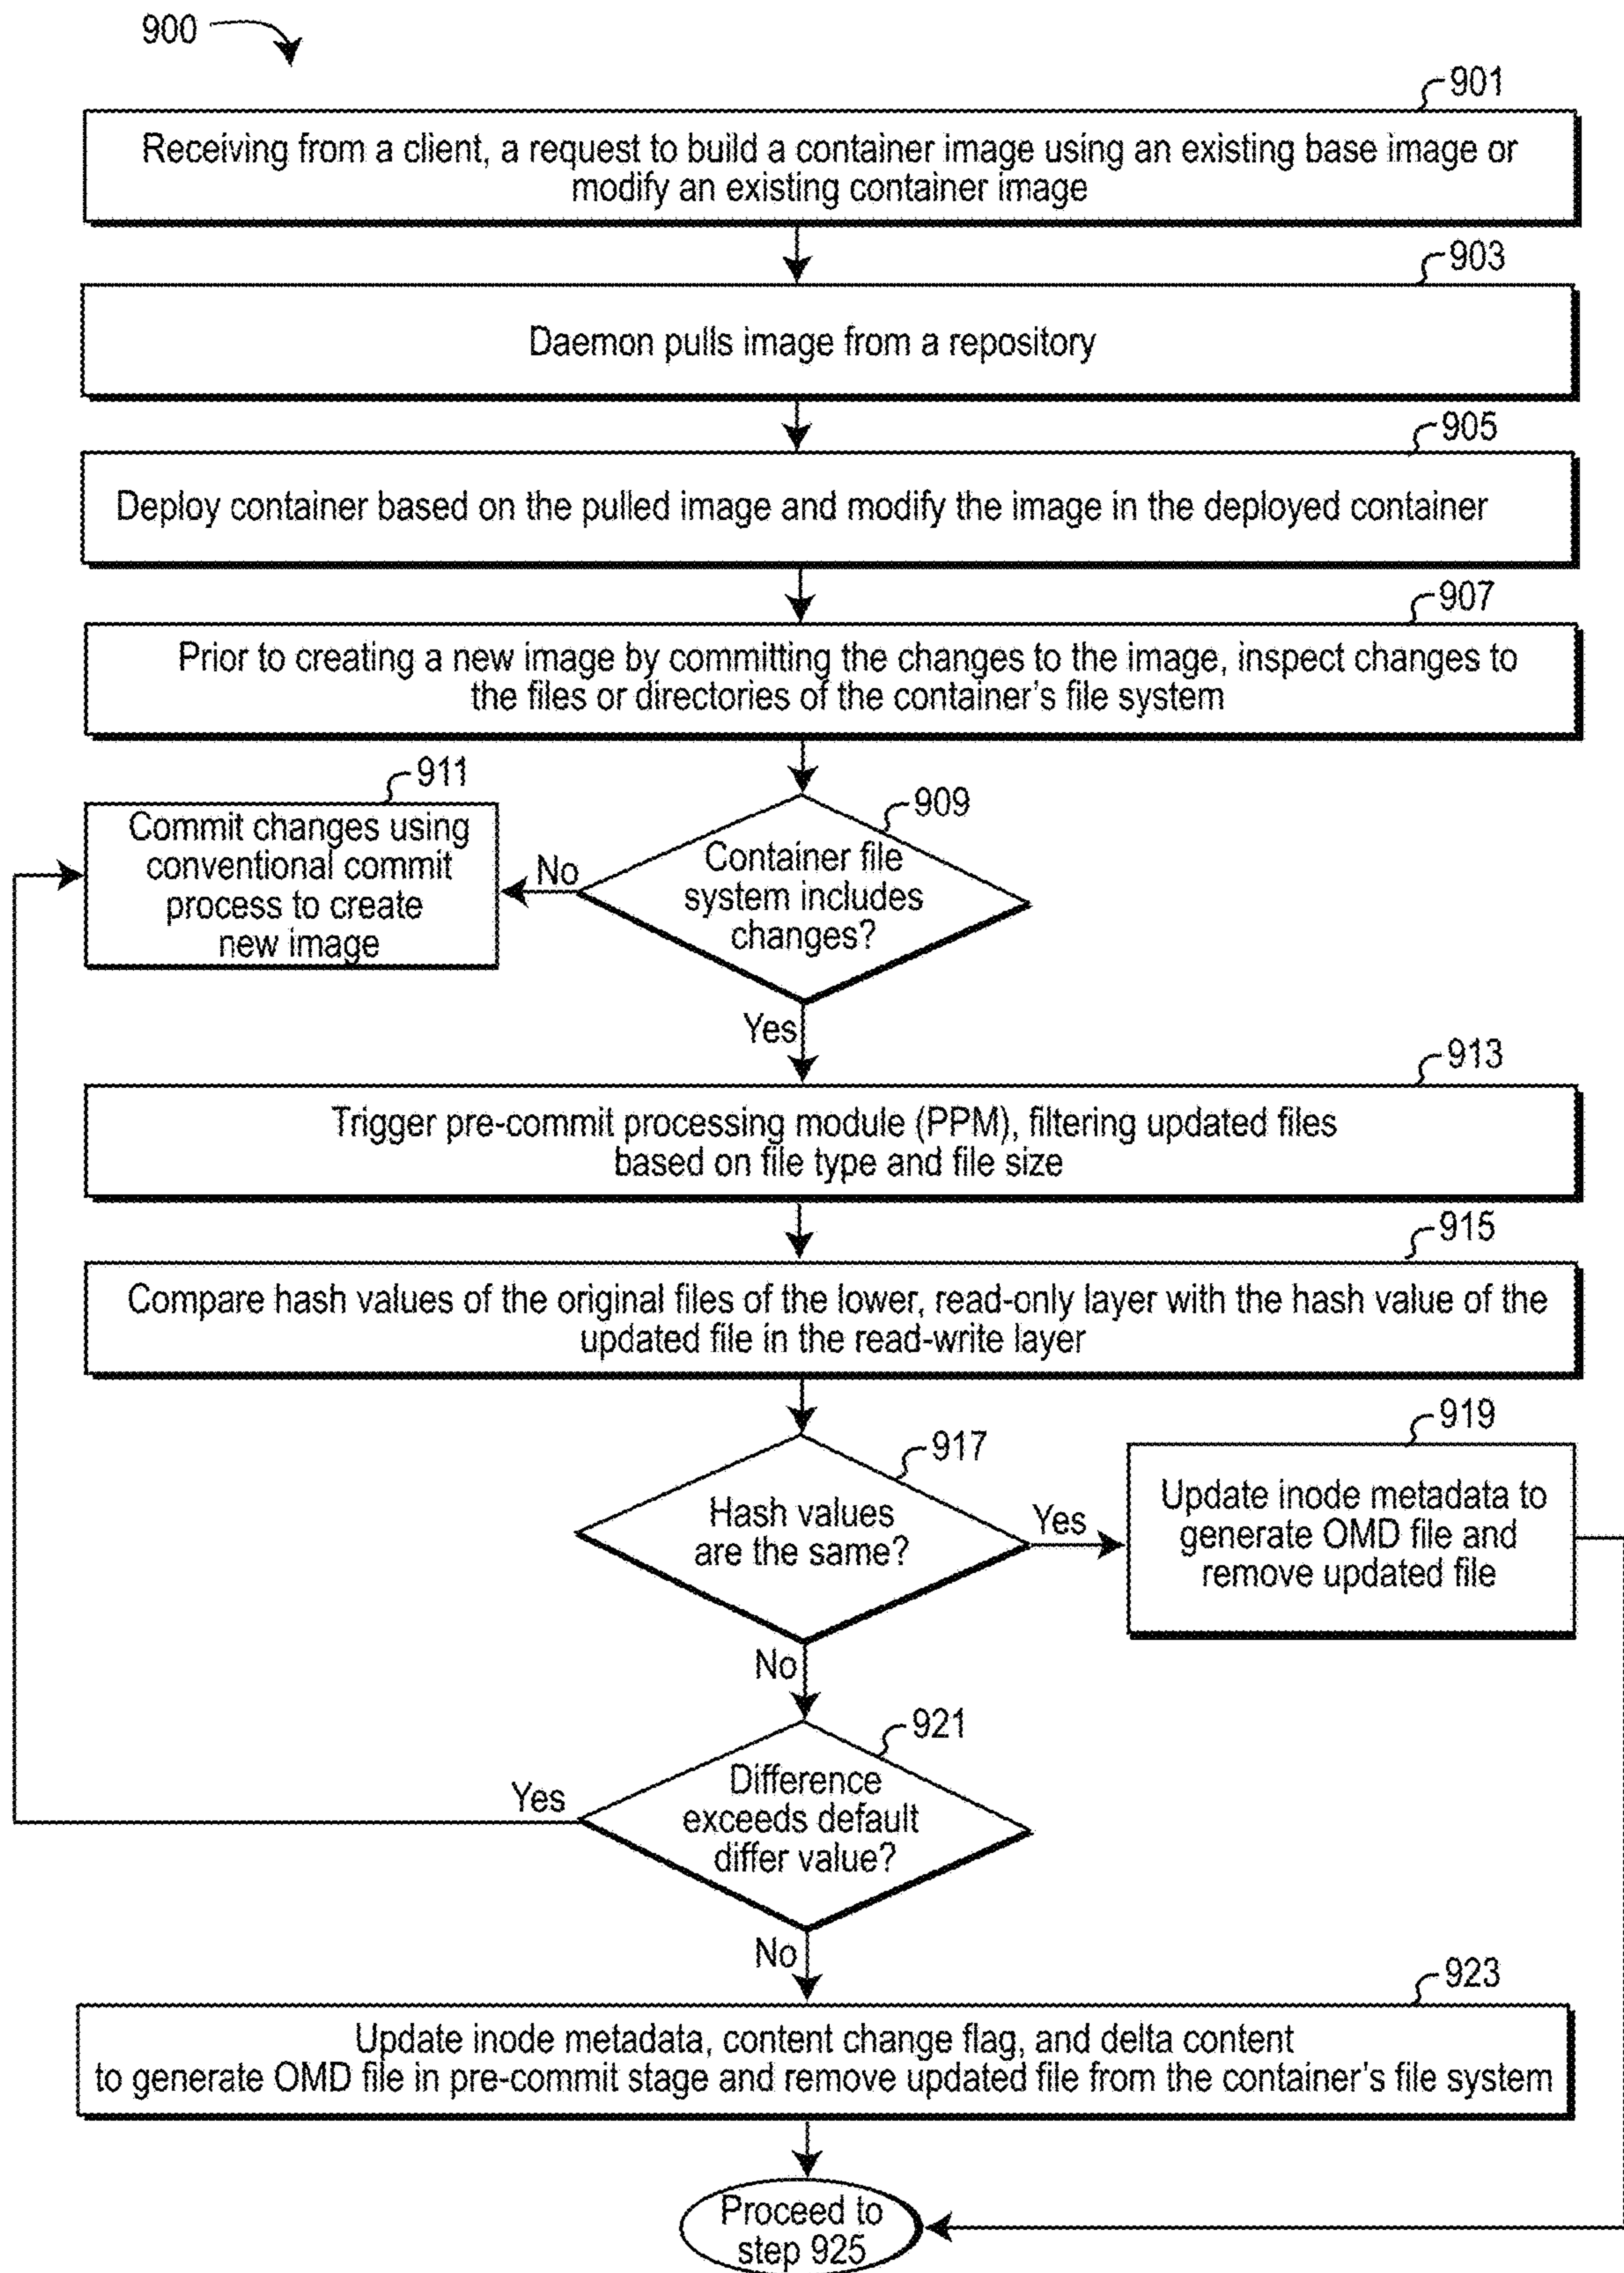 900
901
Receiving from a client, a request to build a container image using an existing base image or
modify an existing container image
903
Daemon pulls image from a repository
905
Deploy container based on the pulled image and modify the image in the deployed container
907
Prior to creating a new image by committing the changes to the image, inspect changes to
the files or directories of the container's file system
911
Commit changes using
conventional commit
process to create
new image
No
909
Container file
system includes
changes?
Yes
913
Trigger pre-commit processing module (PPM), filtering updated files
based on file type and file size
915
Compare hash values of the original files of the lower, read-only layer with the hash value of the
updated file in the read-write layer
917
Hash values
are the same?
Yes
919
Update inode metadata to
generate OMD file and
remove updated file
No
921
Difference
exceeds default
differ value?
Yes
No
923
Update inode metadata, content change flag, and delta content
to generate OMD file in pre-commit stage and remove updated file from the container's file system
Proceed to
step 925